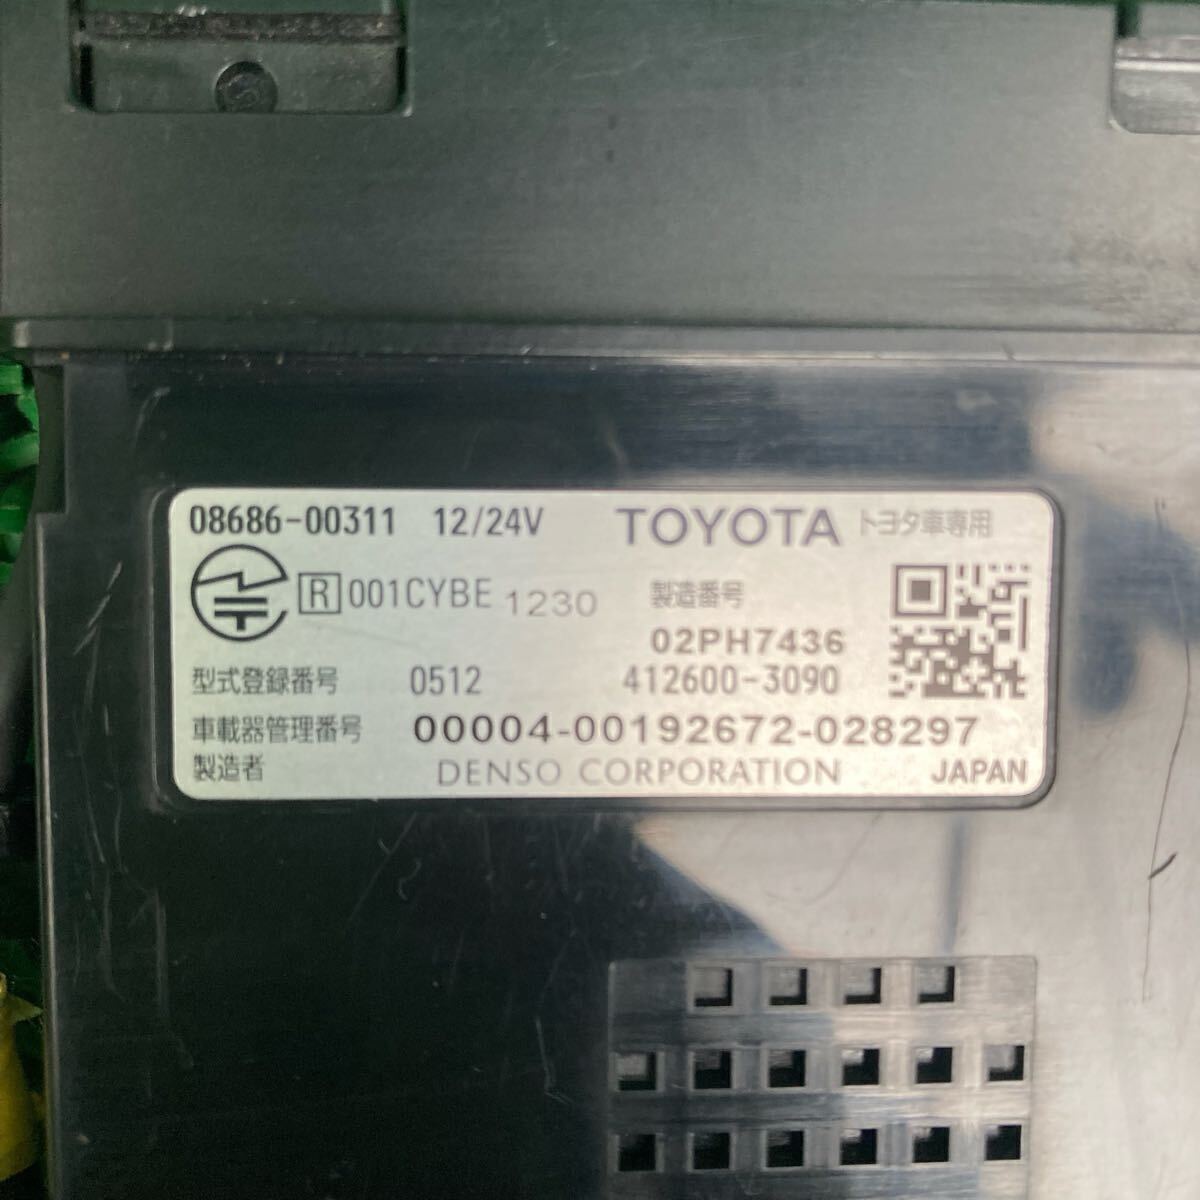 08686-00311 12/24V TOYOTA トヨタ車専用
R 001CYBE 1230 製造番号
02PH7436
型式登録番号 0512 412600-3090
車載器管理番号 00004-00192672-028297
製造者 DENSO CORPORATION JAPAN